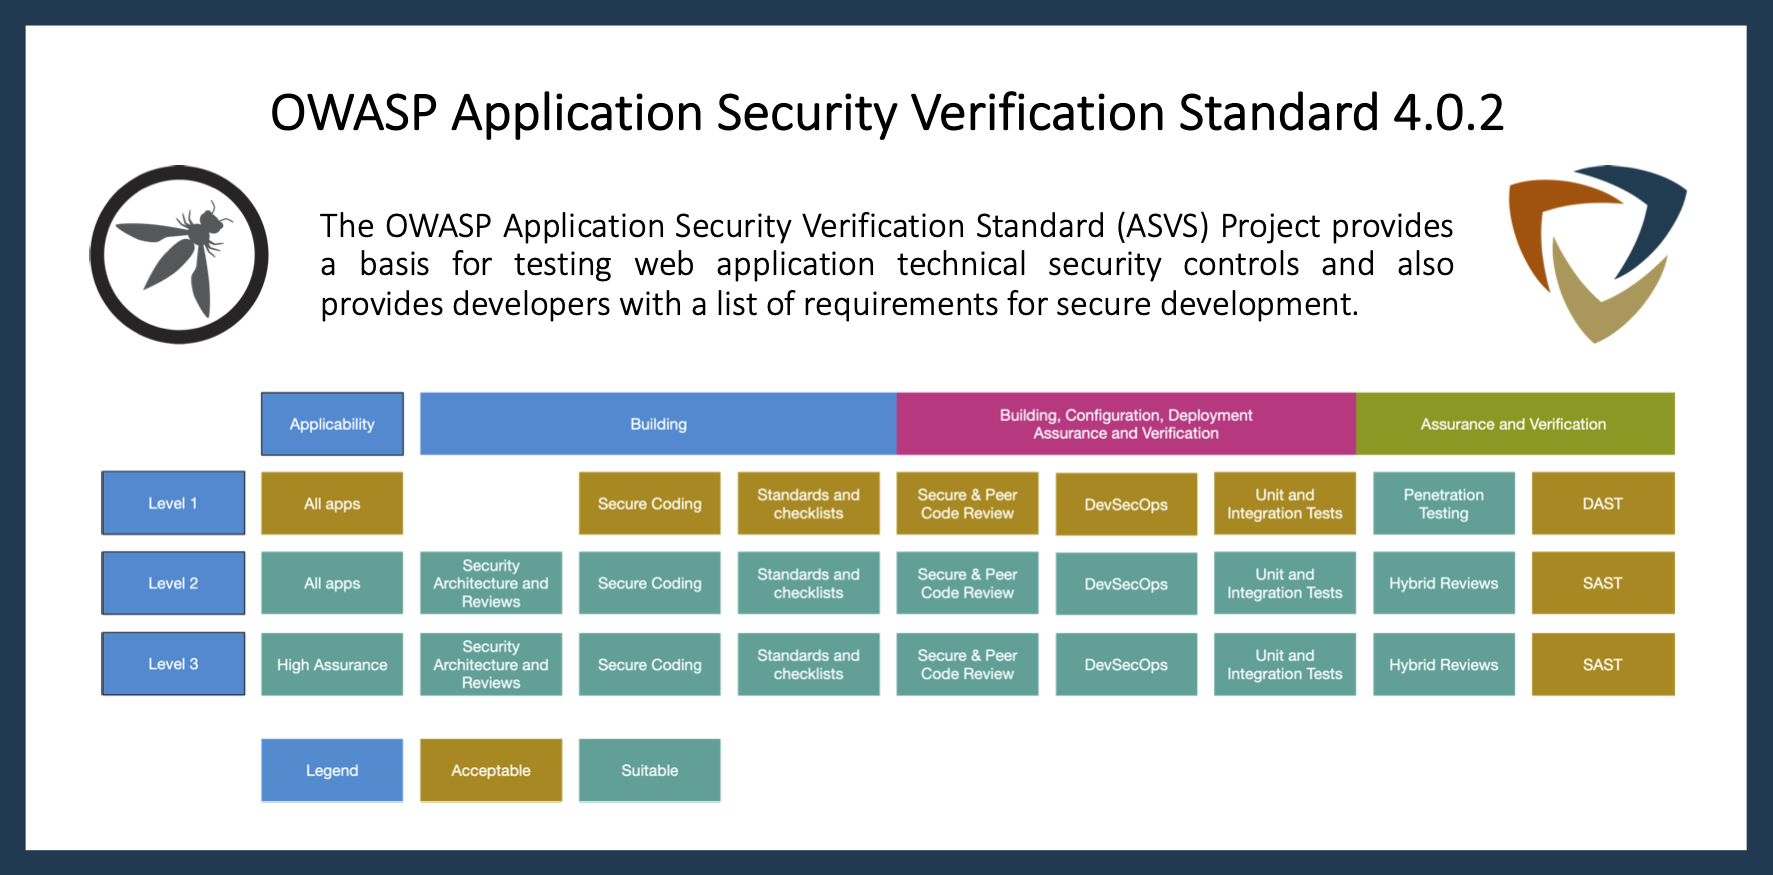 OWASP Application Security Verification Standard 4.0.2
The OWASP Application Security Verification Standard (ASVS) Project provides
a basis for testing web application technical security controls and also
provides developers with a list of requirements for secure development.
Applicability
Building
Building, Configuration, Deployment
Assurance and Verification
Assurance and Verification
Level 1
All apps
Secure Coding
Standards and
checklists
Secure & Peer
Code Review
DevSecOps
Unit and
Integration Tests
Penetration
Testing
DAST
Level 2
All apps
Security
Architecture and
Reviews
Secure Coding
Standards and
checklists
Secure & Peer
Code Review
DevSecOps
Unit and
Integration Tests
Hybrid Reviews
SAST
Level 3
High Assurance
Security
Architecture and
Reviews
Secure Coding
Standards and
checklists
Secure & Peer
Code Review
DevSecOps
Unit and
Integration Tests
Hybrid Reviews
SAST
Legend
Acceptable
Suitable